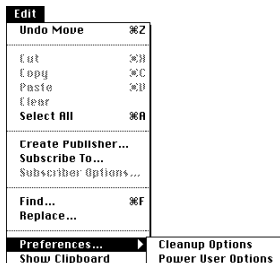 Edit
Undo Move ⌘Z
Cut ⌘X
Copy ⌘C
Paste ⌘V
Clear
Select All ⌘A
Create Publisher...
Subscribe To...
Subscriber Options...
Find... ⌘F
Replace...
Preferences... ▶ Cleanup Options
Show Clipboard Power User Options